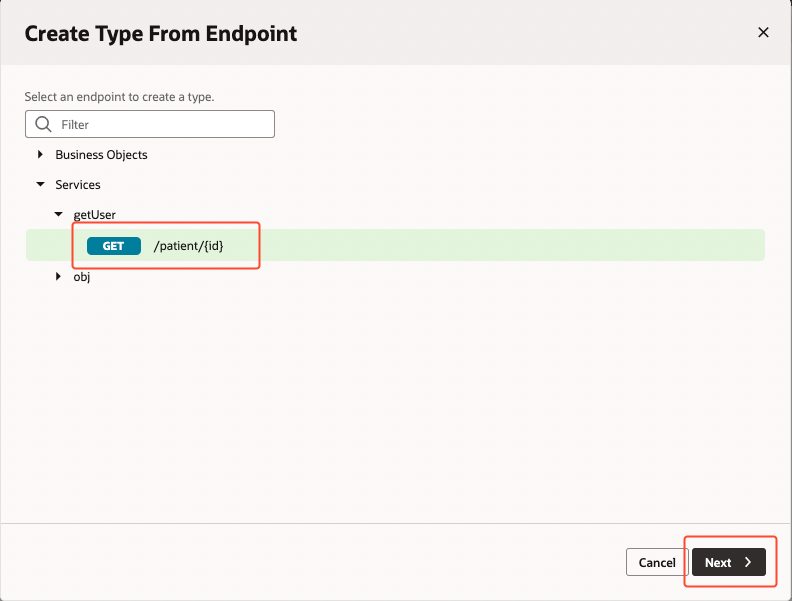 Create Type From Endpoint
Select an endpoint to create a type.
Filter
Business Objects
Services
getUser
GET /patient/{id}
obj
Cancel Next